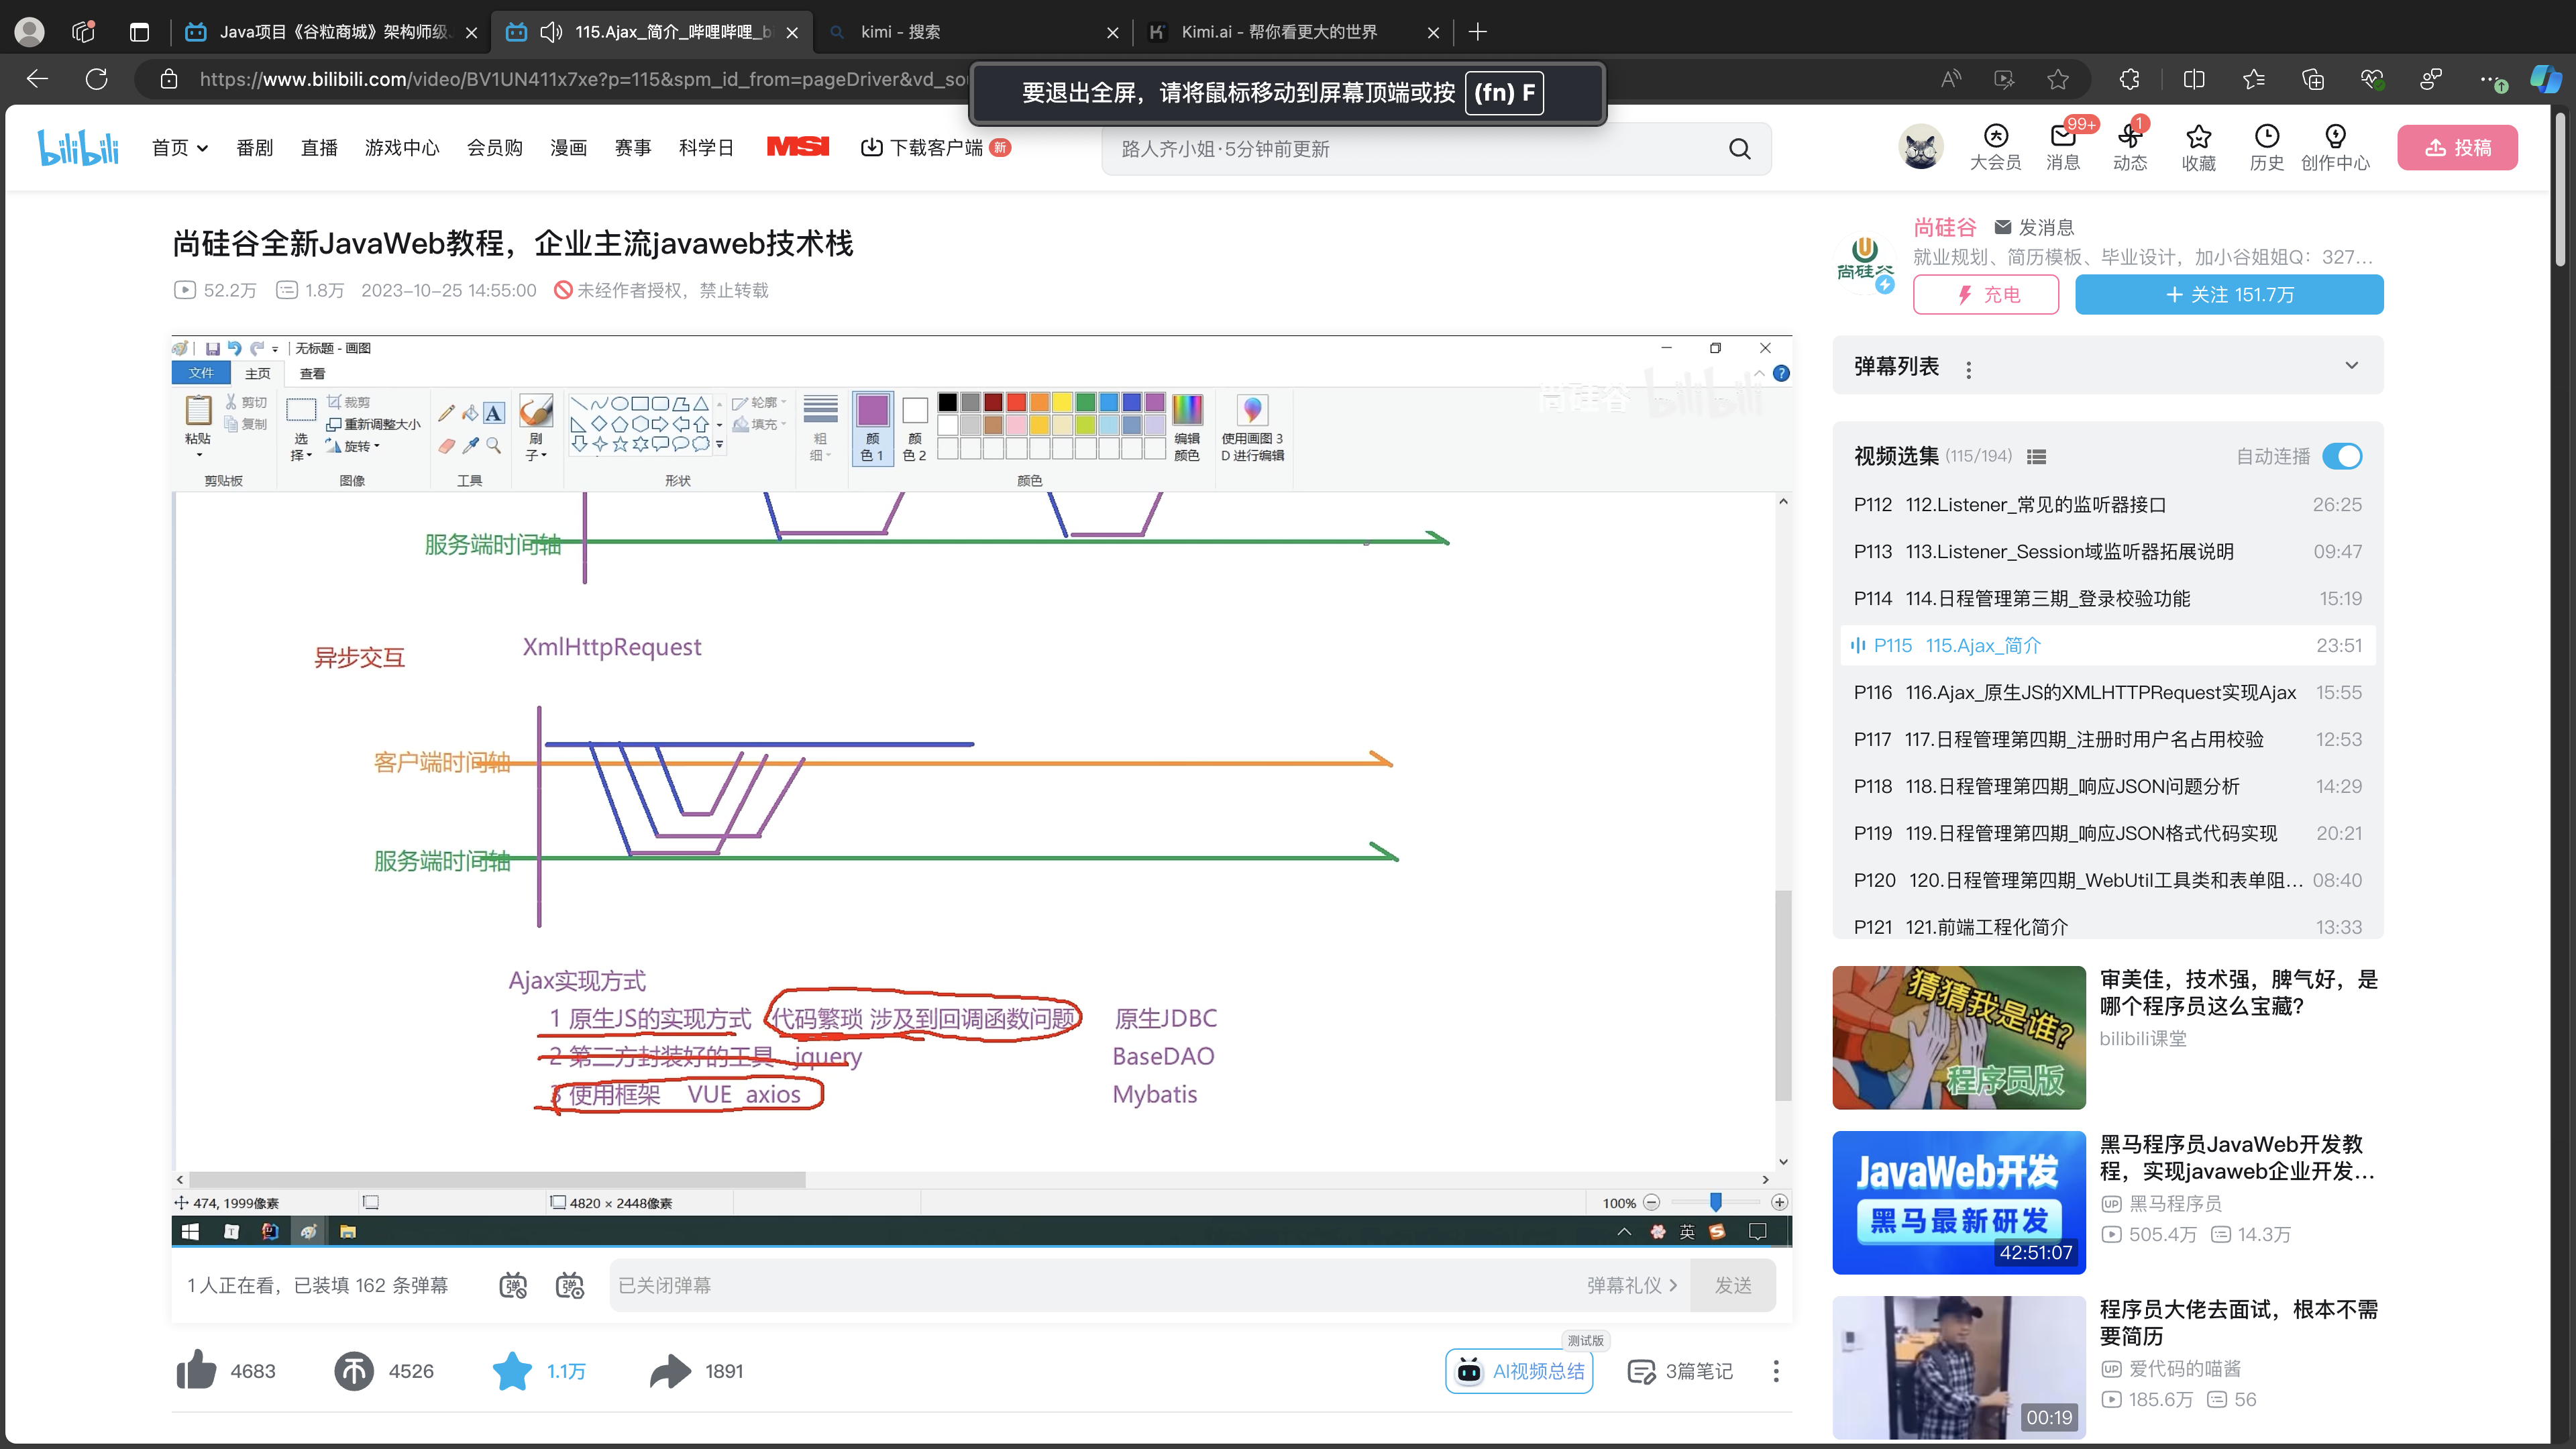 Java项目《谷粒商城》架构师级
115.Ajax_简介_哔哩哔哩_bi
kimi - 搜索
Kimi.ai - 帮你看更大的世界
https://www.bilibili.com/video/BV1UN411x7xe?p=115&spm_id_from=pageDriver&vd_so
要退出全屏，请将鼠标移动到屏幕顶端或按 (fn) F
bilibili
首页
番剧
直播
游戏中心
会员购
漫画
赛事
科学日
MSI
下载客户端
新
路人齐小姐·5分钟前更新
大会员
99+
消息
1
动态
收藏
历史
创作中心
投稿
尚硅谷全新JavaWeb教程，企业主流javaweb技术栈
52.2万 1.8万 2023-10-25 14:55:00 未经作者授权，禁止转载
尚硅谷
尚硅谷 发消息
就业规划、简历模板、毕业设计，加小谷姐姐Q：327...
充电
+ 关注 151.7万
无标题 - 画图
文件 主页 查看
粘贴
剪切
复制
剪贴板
选择
裁剪
重新调整大小
旋转
图像
A
工具
刷子
形状
轮廓
填充
粗细
颜色 1
颜色 2
编辑颜色
颜色
使用画图 3D 进行编辑
尚硅谷 bilibili
服务端时间轴
异步交互 XmlHttpRequest
客户端时间轴
服务端时间轴
Ajax实现方式
1 原生JS的实现方式 代码繁琐 涉及到回调函数问题 原生JDBC
2 第三方封装好的工具 jquery BaseDAO
3 使用框架 VUE axios Mybatis
474, 1999像素
4820 × 2448像素
100%
英
1人正在看，已装填 162 条弹幕
已关闭弹幕
弹幕礼仪
发送
4683
4526
1.1万
1891
测试版
AI视频总结
3篇笔记
弹幕列表
视频选集 (115/194) 自动连播
P112 112.Listener_常见的监听器接口 26:25
P113 113.Listener_Session域监听器拓展说明 09:47
P114 114.日程管理第三期_登录校验功能 15:19
P115 115.Ajax_简介 23:51
P116 116.Ajax_原生JS的XMLHTTPRequest实现Ajax 15:55
P117 117.日程管理第四期_注册时用户名占用校验 12:53
P118 118.日程管理第四期_响应JSON问题分析 14:29
P119 119.日程管理第四期_响应JSON格式代码实现 20:21
P120 120.日程管理第四期_WebUtil工具类和表单阻... 08:40
P121 121.前端工程化简介 13:33
猜猜我是谁？
程序员版
审美佳，技术强，脾气好，是
哪个程序员这么宝藏？
bilibili课堂
JavaWeb开发
黑马最新研发
42:51:07
黑马程序员JavaWeb开发教
程，实现javaweb企业开发...
UP 黑马程序员
505.4万 14.3万
00:19
程序员大佬去面试，根本不需
要简历
UP 爱代码的喵酱
185.6万 56